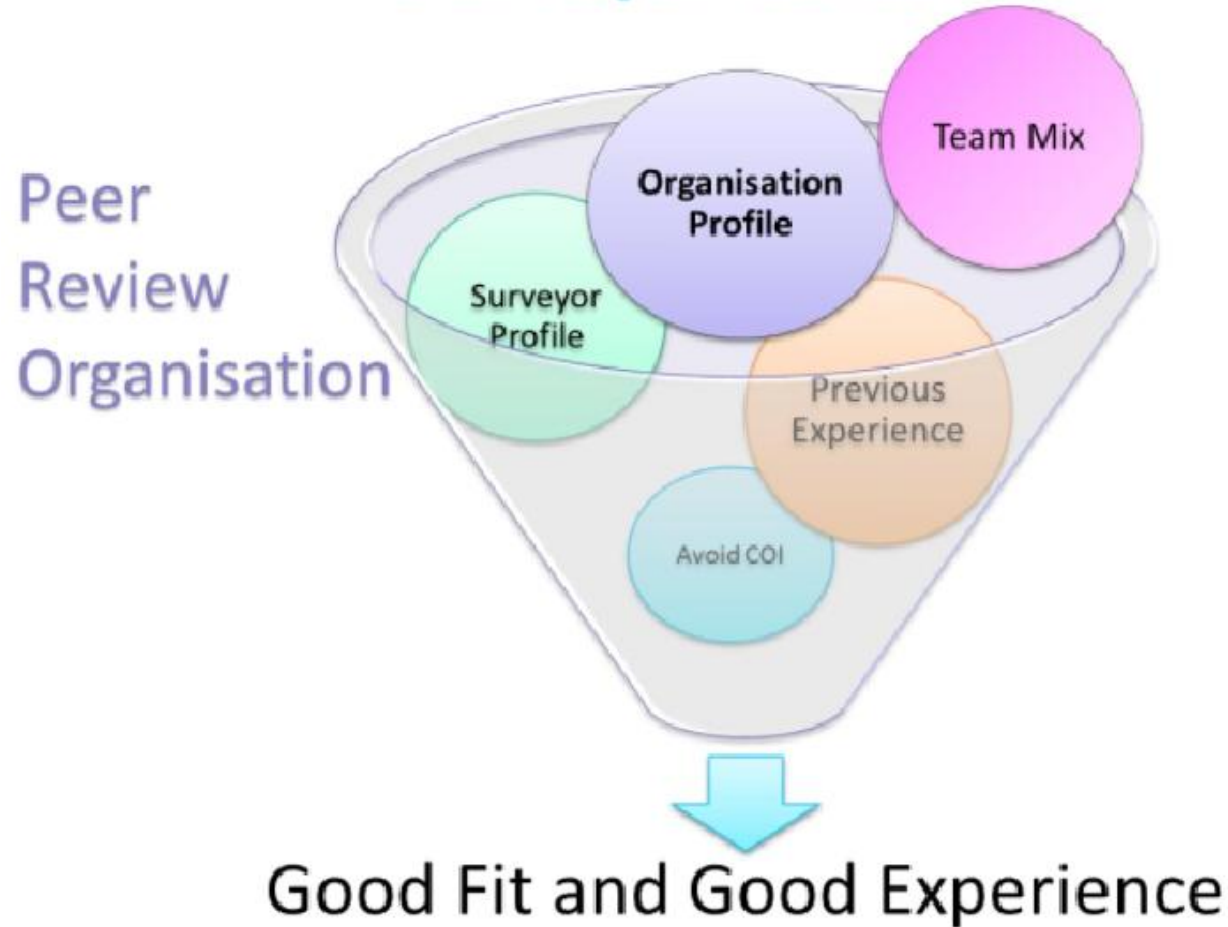 Peer
Review
Organisation
Team Mix
Organisation
Profile
Surveyor
Profile
Previous
Experience
Avoid COI
Good Fit and Good Experience